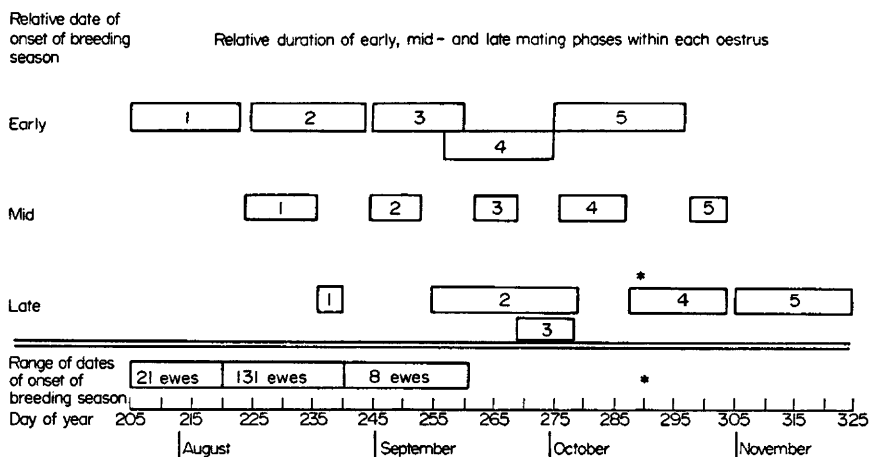 Relative date of
onset of breeding
season
Relative duration of early, mid- and late mating phases within each oestrus
Early
1 2 3 5
4
Mid
1 2 3 4 5
*
Late
1 2 4 5
3
Range of dates
of onset of
breeding season
21 ewes 131 ewes 8 ewes *
Day of year 205 215 225 235 245 255 265 275 285 295 305 315 325
August September October November